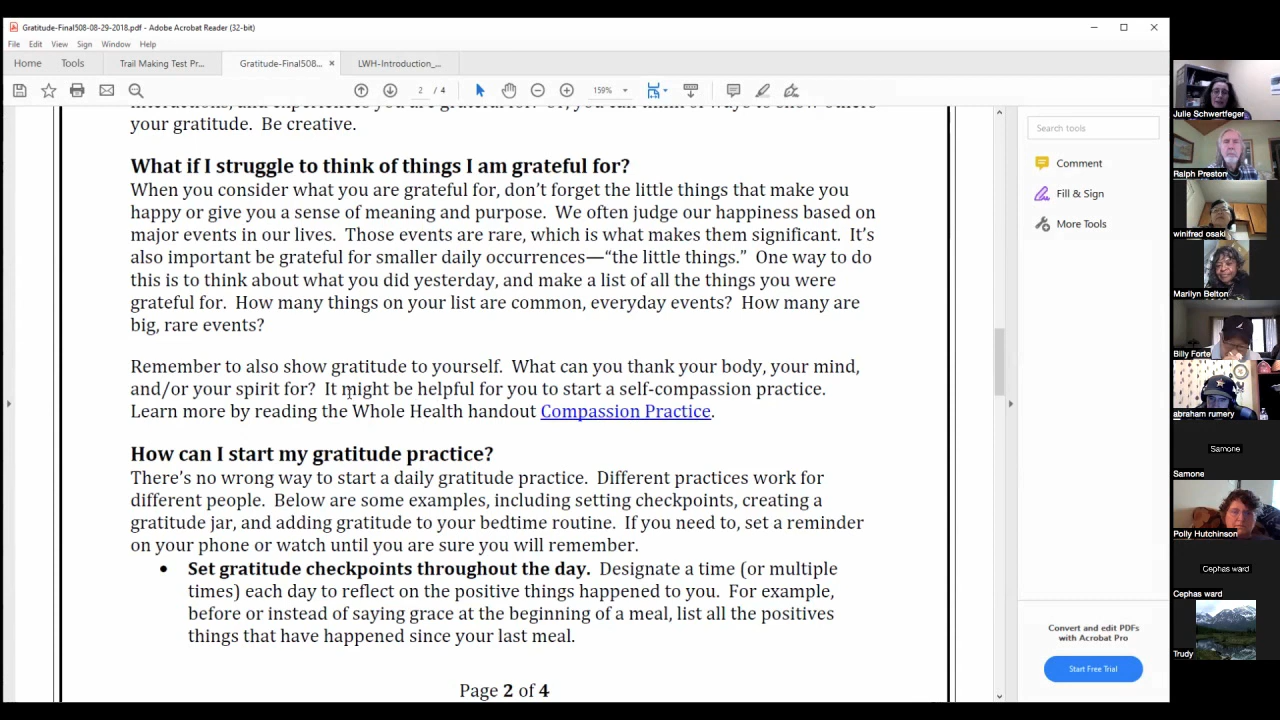 Gratitude-Final508-08-29-2018.pdf - Adobe Acrobat Reader (32-bit)
File Edit View Sign Window Help
Home Tools Trail Making Test Pr... Gratitude-Final508... × LWH-Introduction_...
2 / 4 159%
your gratitude. Be creative.
What if I struggle to think of things I am grateful for?
When you consider what you are grateful for, don't forget the little things that make you
happy or give you a sense of meaning and purpose. We often judge our happiness based on
major events in our lives. Those events are rare, which is what makes them significant. It's
also important be grateful for smaller daily occurrences—"the little things." One way to do
this is to think about what you did yesterday, and make a list of all the things you were
grateful for. How many things on your list are common, everyday events? How many are
big, rare events?
Remember to also show gratitude to yourself. What can you thank your body, your mind,
and/or your spirit for? It might be helpful for you to start a self-compassion practice.
Learn more by reading the Whole Health handout Compassion Practice.
How can I start my gratitude practice?
There's no wrong way to start a daily gratitude practice. Different practices work for
different people. Below are some examples, including setting checkpoints, creating a
gratitude jar, and adding gratitude to your bedtime routine. If you need to, set a reminder
on your phone or watch until you are sure you will remember.
• Set gratitude checkpoints throughout the day. Designate a time (or multiple
times) each day to reflect on the positive things happened to you. For example,
before or instead of saying grace at the beginning of a meal, list all the positives
things that have happened since your last meal.
Page 2 of 4
Search tools
Comment
Fill & Sign
More Tools
Convert and edit PDFs
with Acrobat Pro
Start Free Trial
Julie Schwertfeger
Ralph Preston
winifred osaki
Marilyn Belton
Billy Forte
abraham rumery
Samone
Samone
Polly Hutchinson
Cephas ward
Cephas ward
Trudy